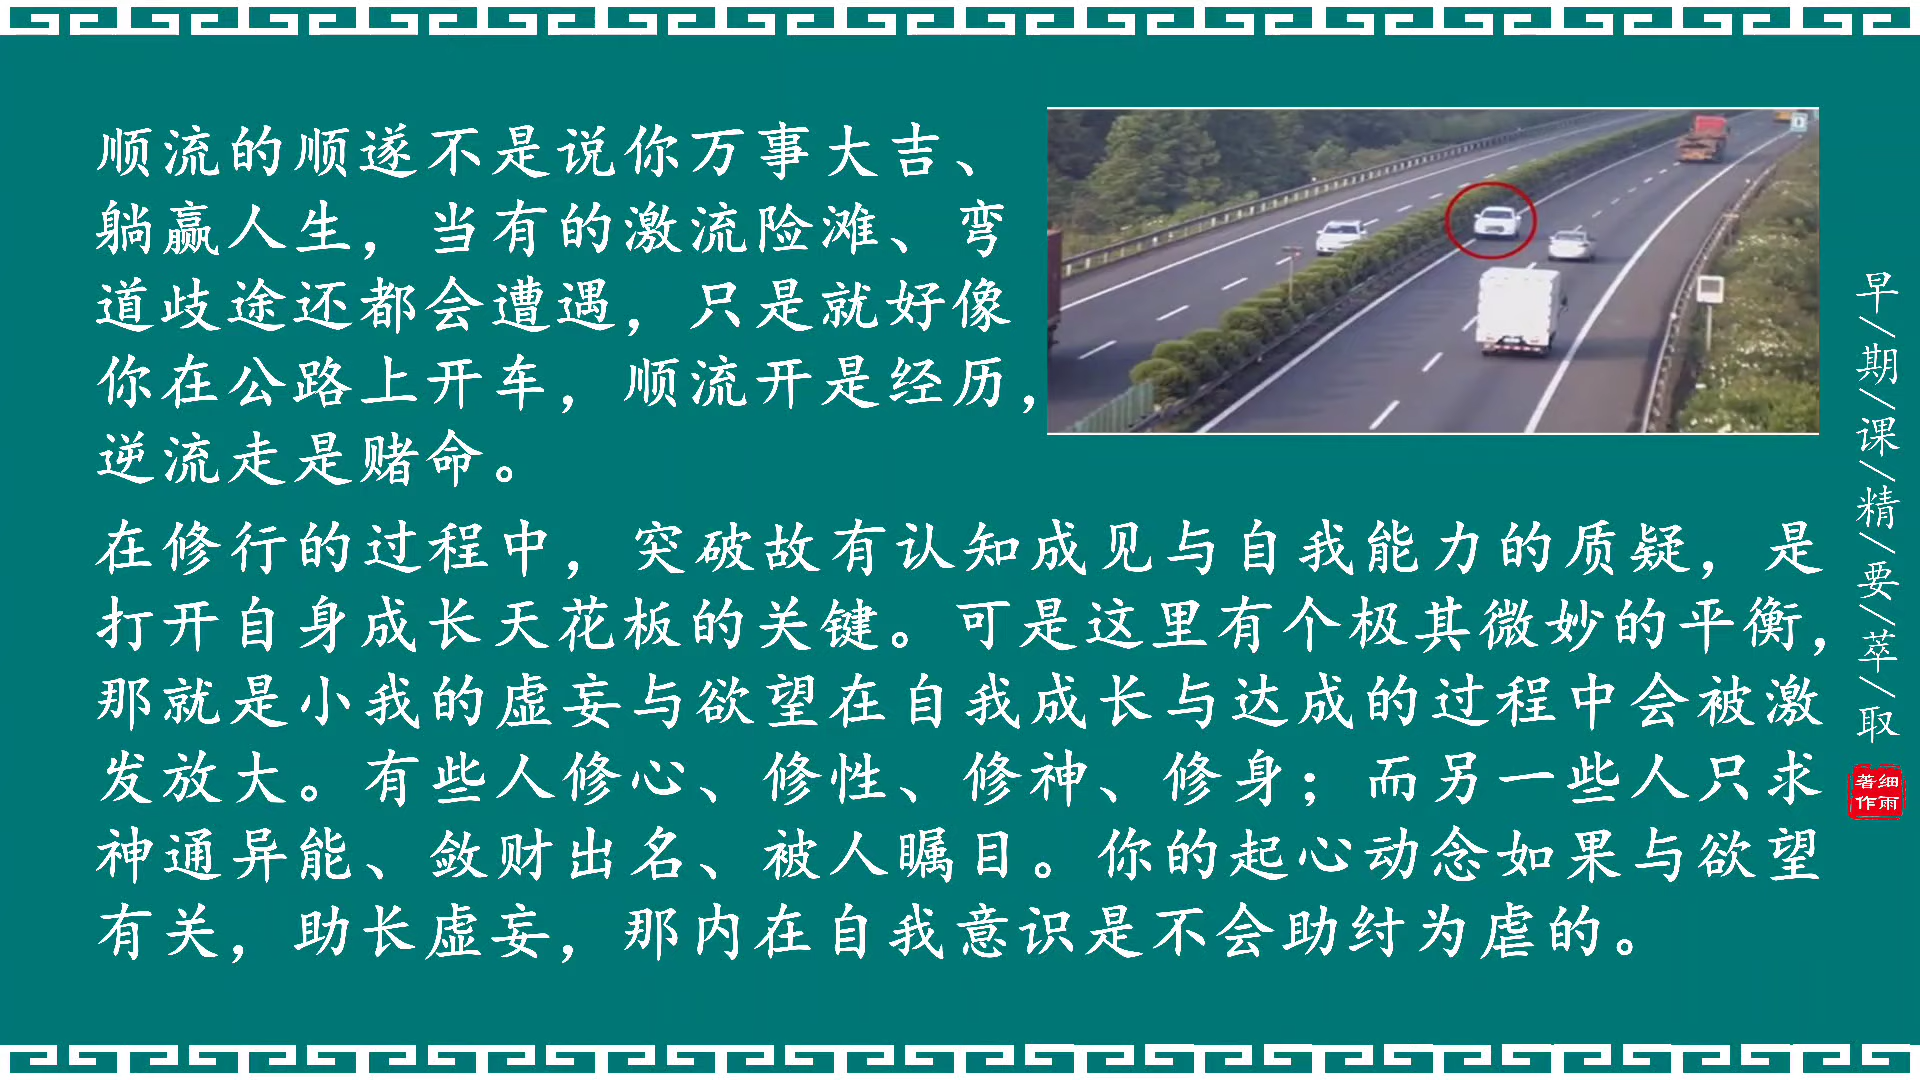 顺流的顺遂不是说你万事大吉、
躺赢人生，当有的激流险滩、弯
道歧途还都会遭遇，只是就好像
你在公路上开车，顺流开是经历，
逆流走是赌命。
在修行的过程中，突破故有认知成见与自我能力的质疑，是
打开自身成长天花板的关键。可是这里有个极其微妙的平衡，
那就是小我的虚妄与欲望在自我成长与达成的过程中会被激
发放大。有些人修心、修性、修神、修身；而另一些人只求
神通异能、敛财出名、被人瞩目。你的起心动念如果与欲望
有关，助长虚妄，那内在自我意识是不会助纣为虐的。
早/期/课/精/要/萃/取
细雨
著作